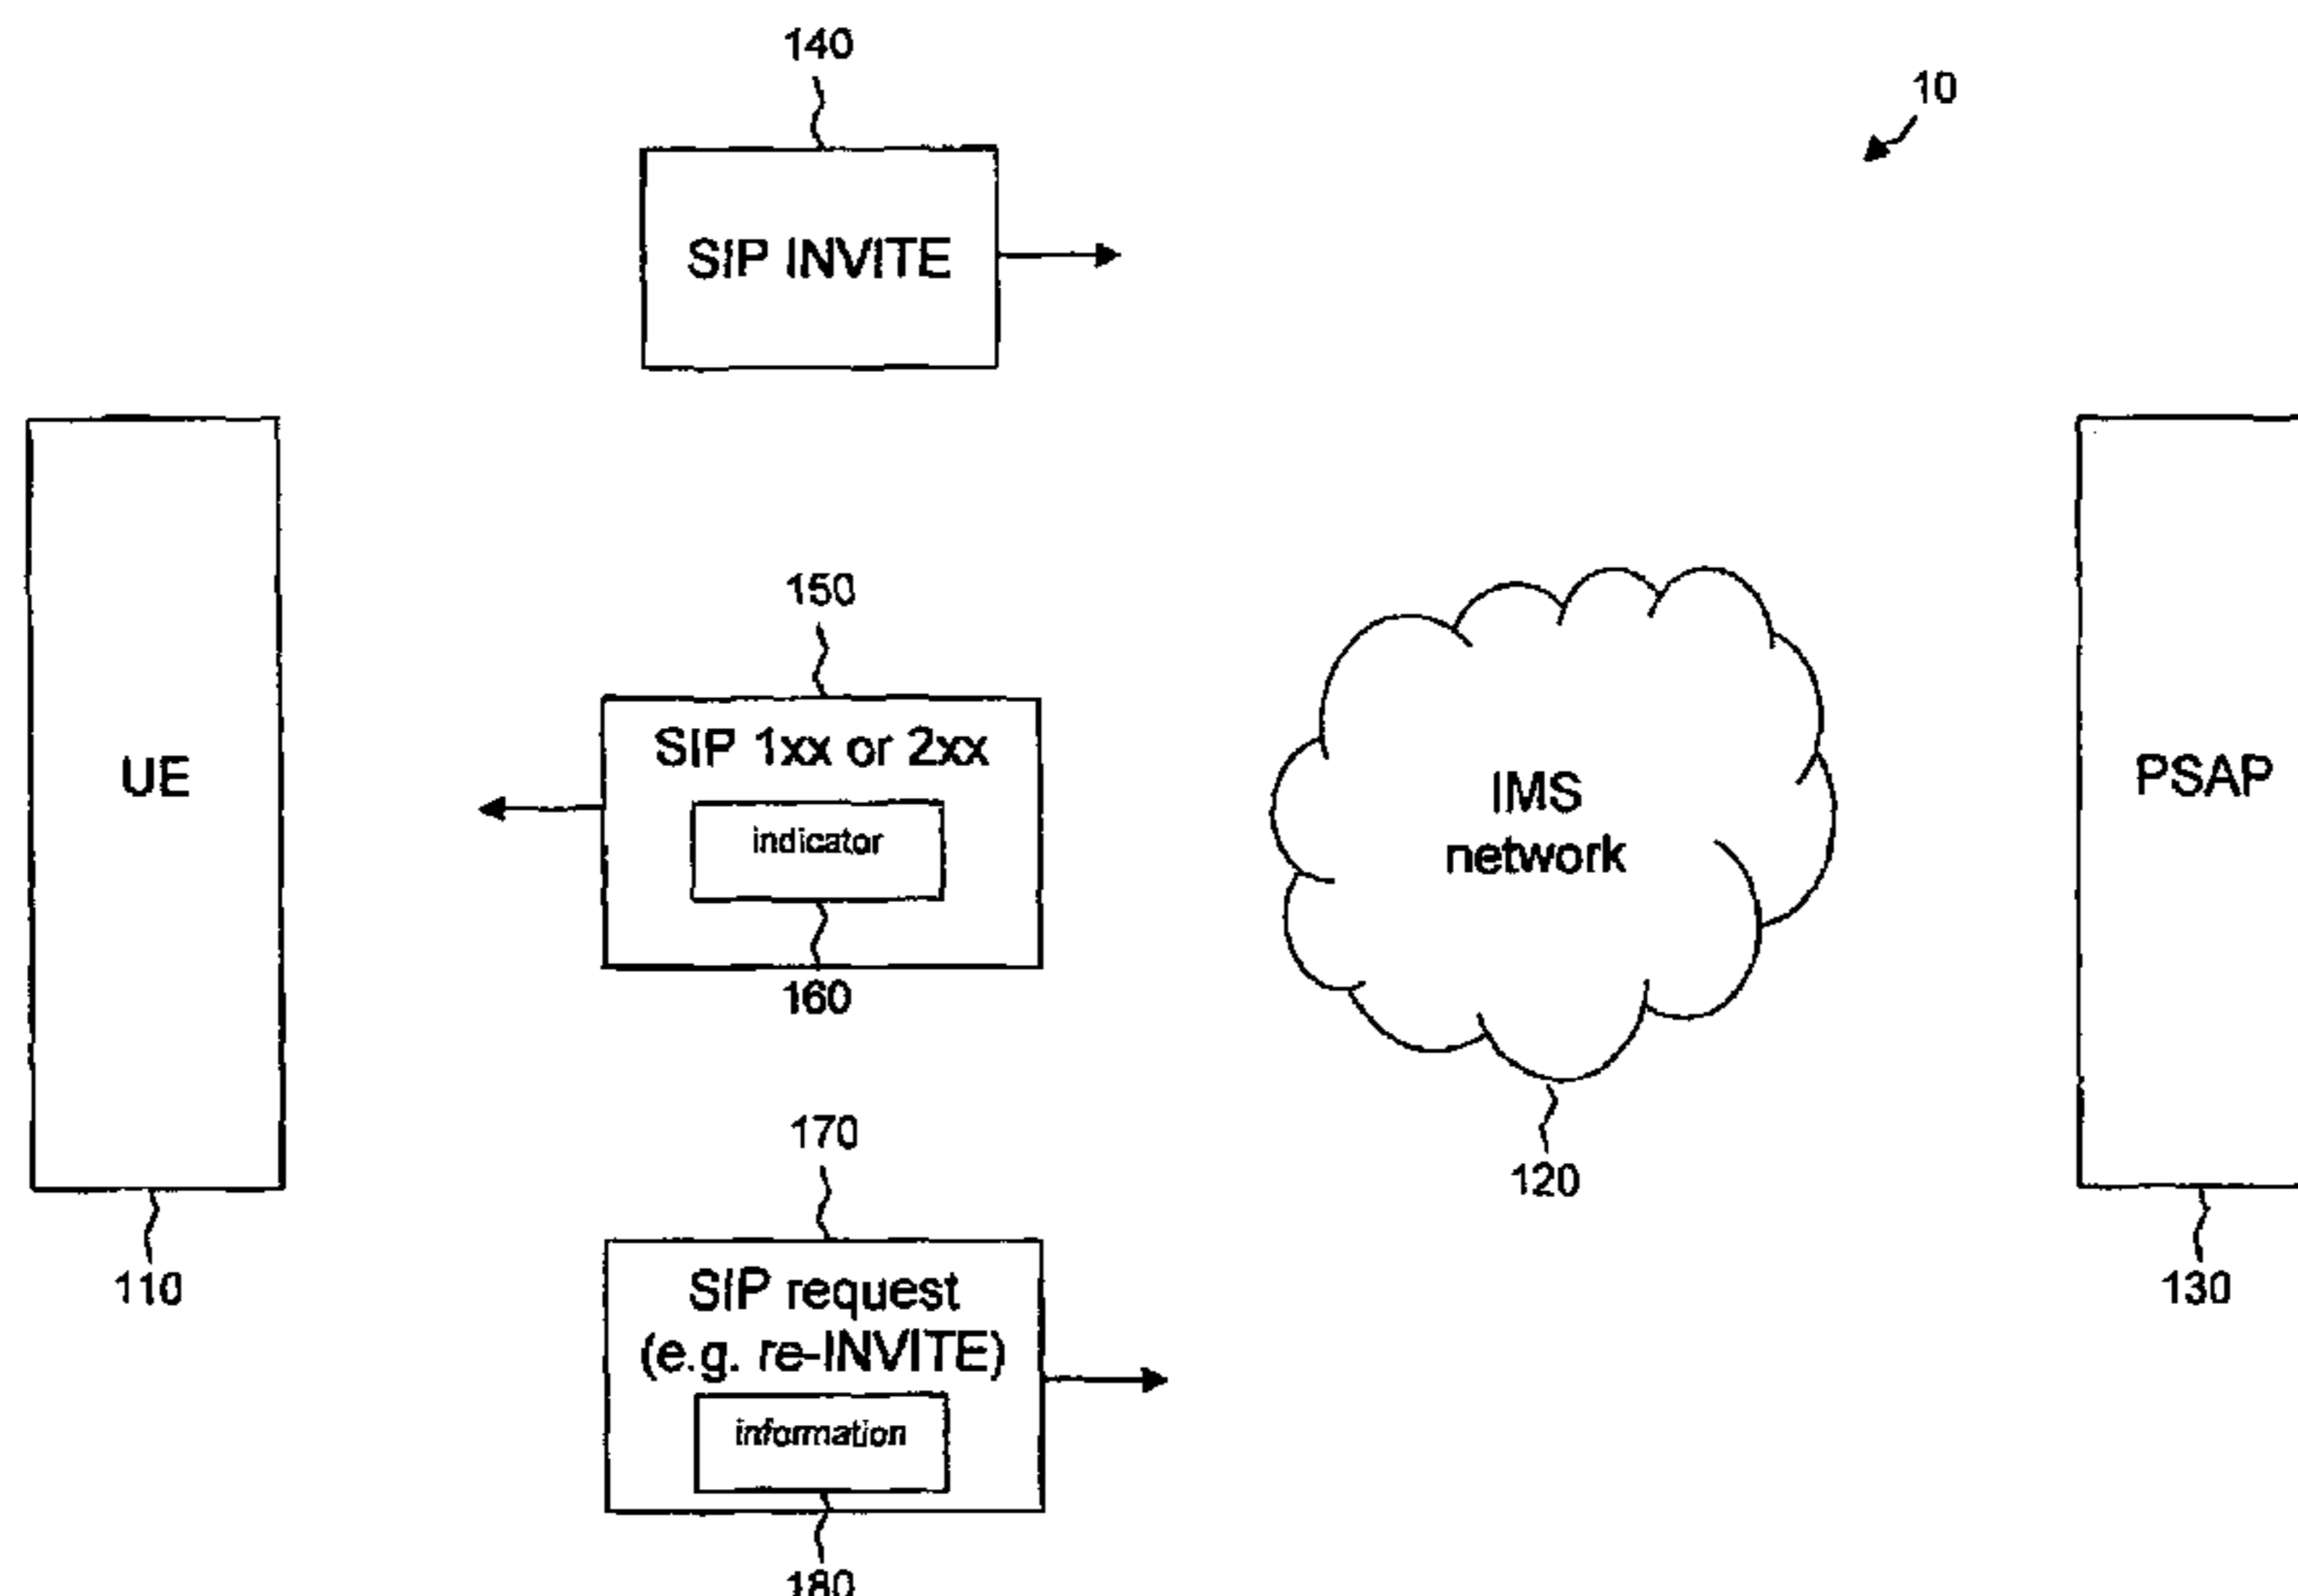 140
10
SIP INVITE
150
UE
SIP 1xx or 2xx
indicator
160
IMS
network
120
PSAP
170
SIP request
(e.g. re-INVITE)
information
180
110
130